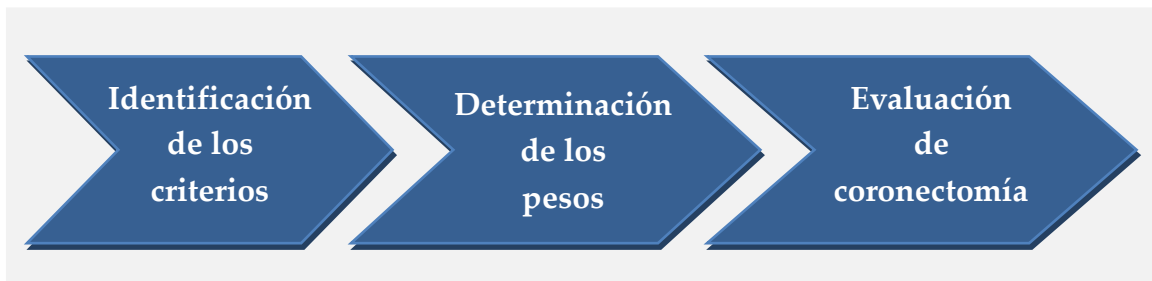 Identificación
de los
criterios
Determinación
de los
pesos
Evaluación
de
coronectomía